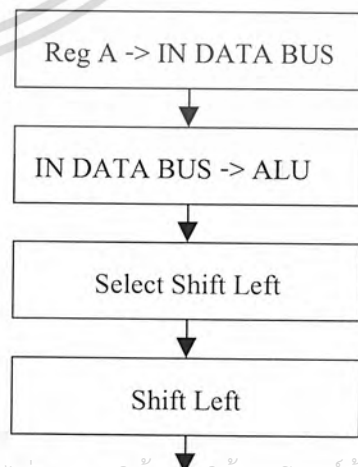 Reg A -> IN DATA BUS
IN DATA BUS -> ALU
Select Shift Left
Shift Left